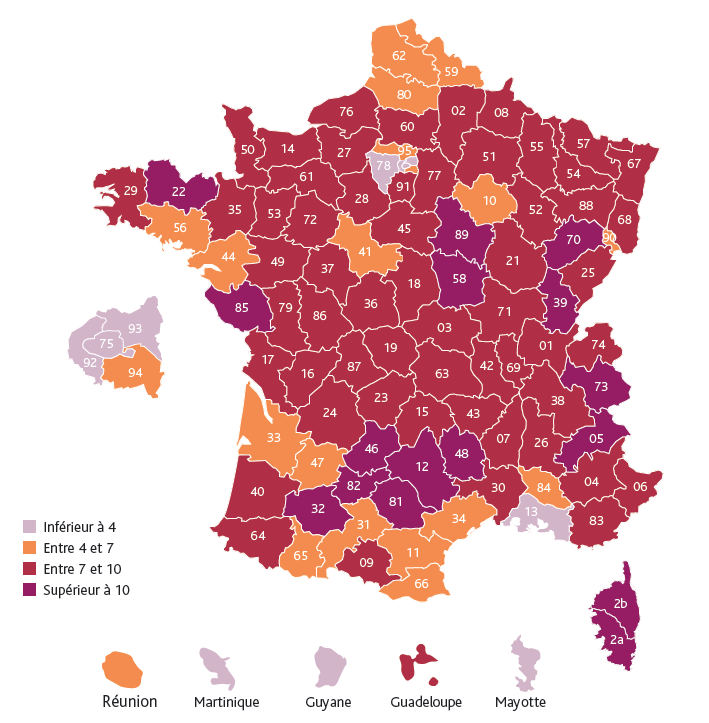 62
59
80
76 02 08
60
50 14 27 95 51 55 57 67
78
61 77 54
29 22 91
28 10 88
35 53 72 52 68
56 45 89 70 90
44 41
49 37 58 21 25
18
85 79 86 36 71 39
93 03
75 19 01 74
92 17 87 42 69
94 16 63 73
23 38
24 15 43
33 07 26 05
46 12 48
47
40 82 30 84 04 06
32 81
31 34 13 83
64
65 09 11
66
Inférieur à 4
Entre 4 et 7
Entre 7 et 10
Supérieur à 10
2b
2a
Réunion Martinique Guyane Guadeloupe Mayotte